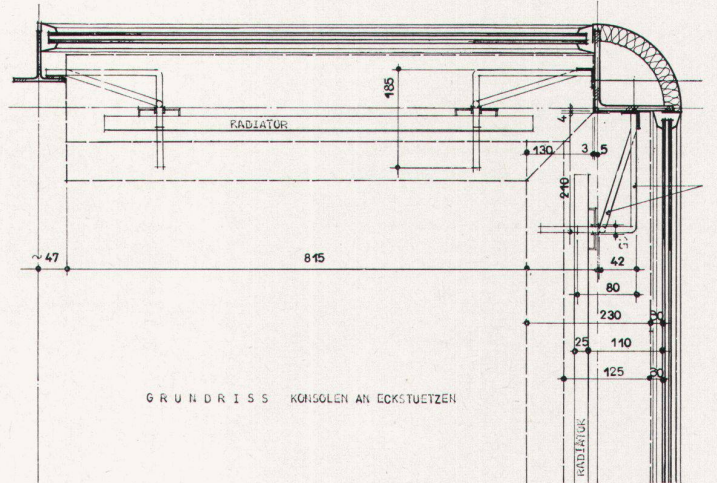 185
RADIATOR
4
130 3 5
210
~ 47 815 42
80
230 30
25 110
125 30
GRUNDRISS KONSOLEN AN ECKSTUETZEN
RADIATOR